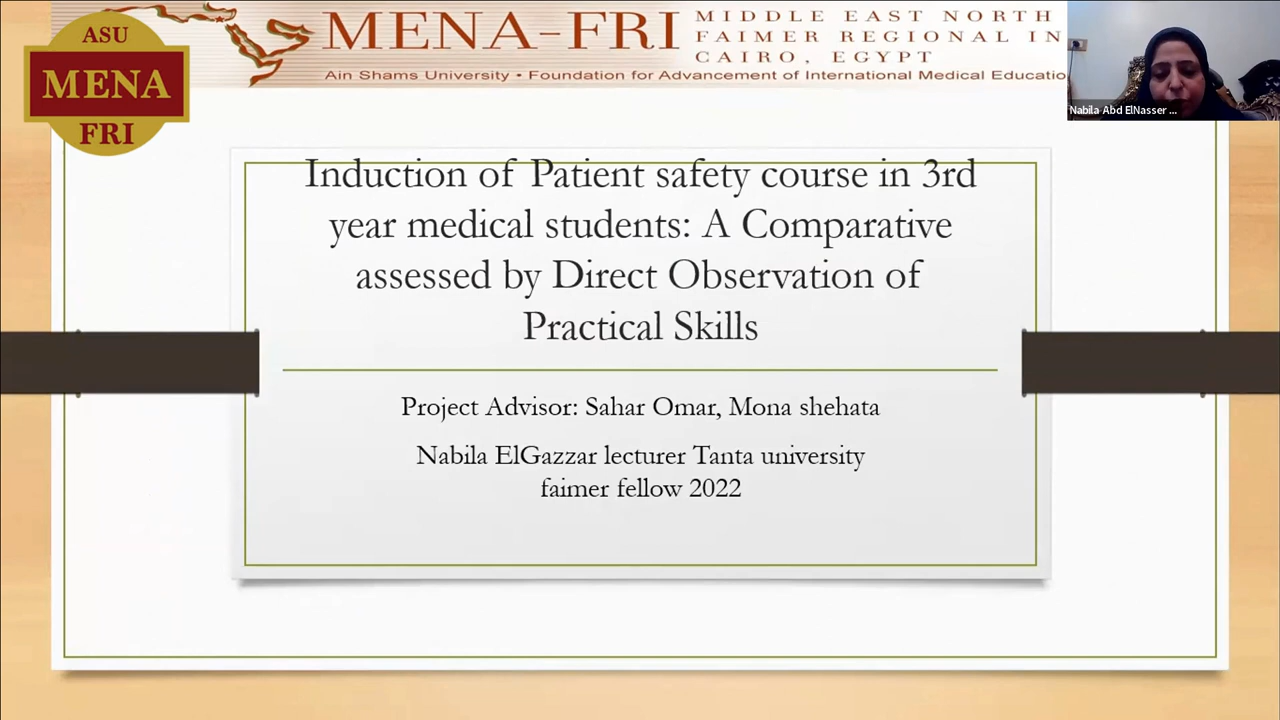 ASU
MENA
FRI
MENA-FRI
MIDDLE EAST NORTH
FAIMER REGIONAL IN
CAIRO, EGYPT
Ain Shams University • Foundation for Advancement of International Medical Educatio
Nabila Abd ElNasser ...
Induction of Patient safety course in 3rd
year medical students: A Comparative
assessed by Direct Observation of
Practical Skills
Project Advisor: Sahar Omar, Mona shehata
Nabila ElGazzar lecturer Tanta university
faimer fellow 2022